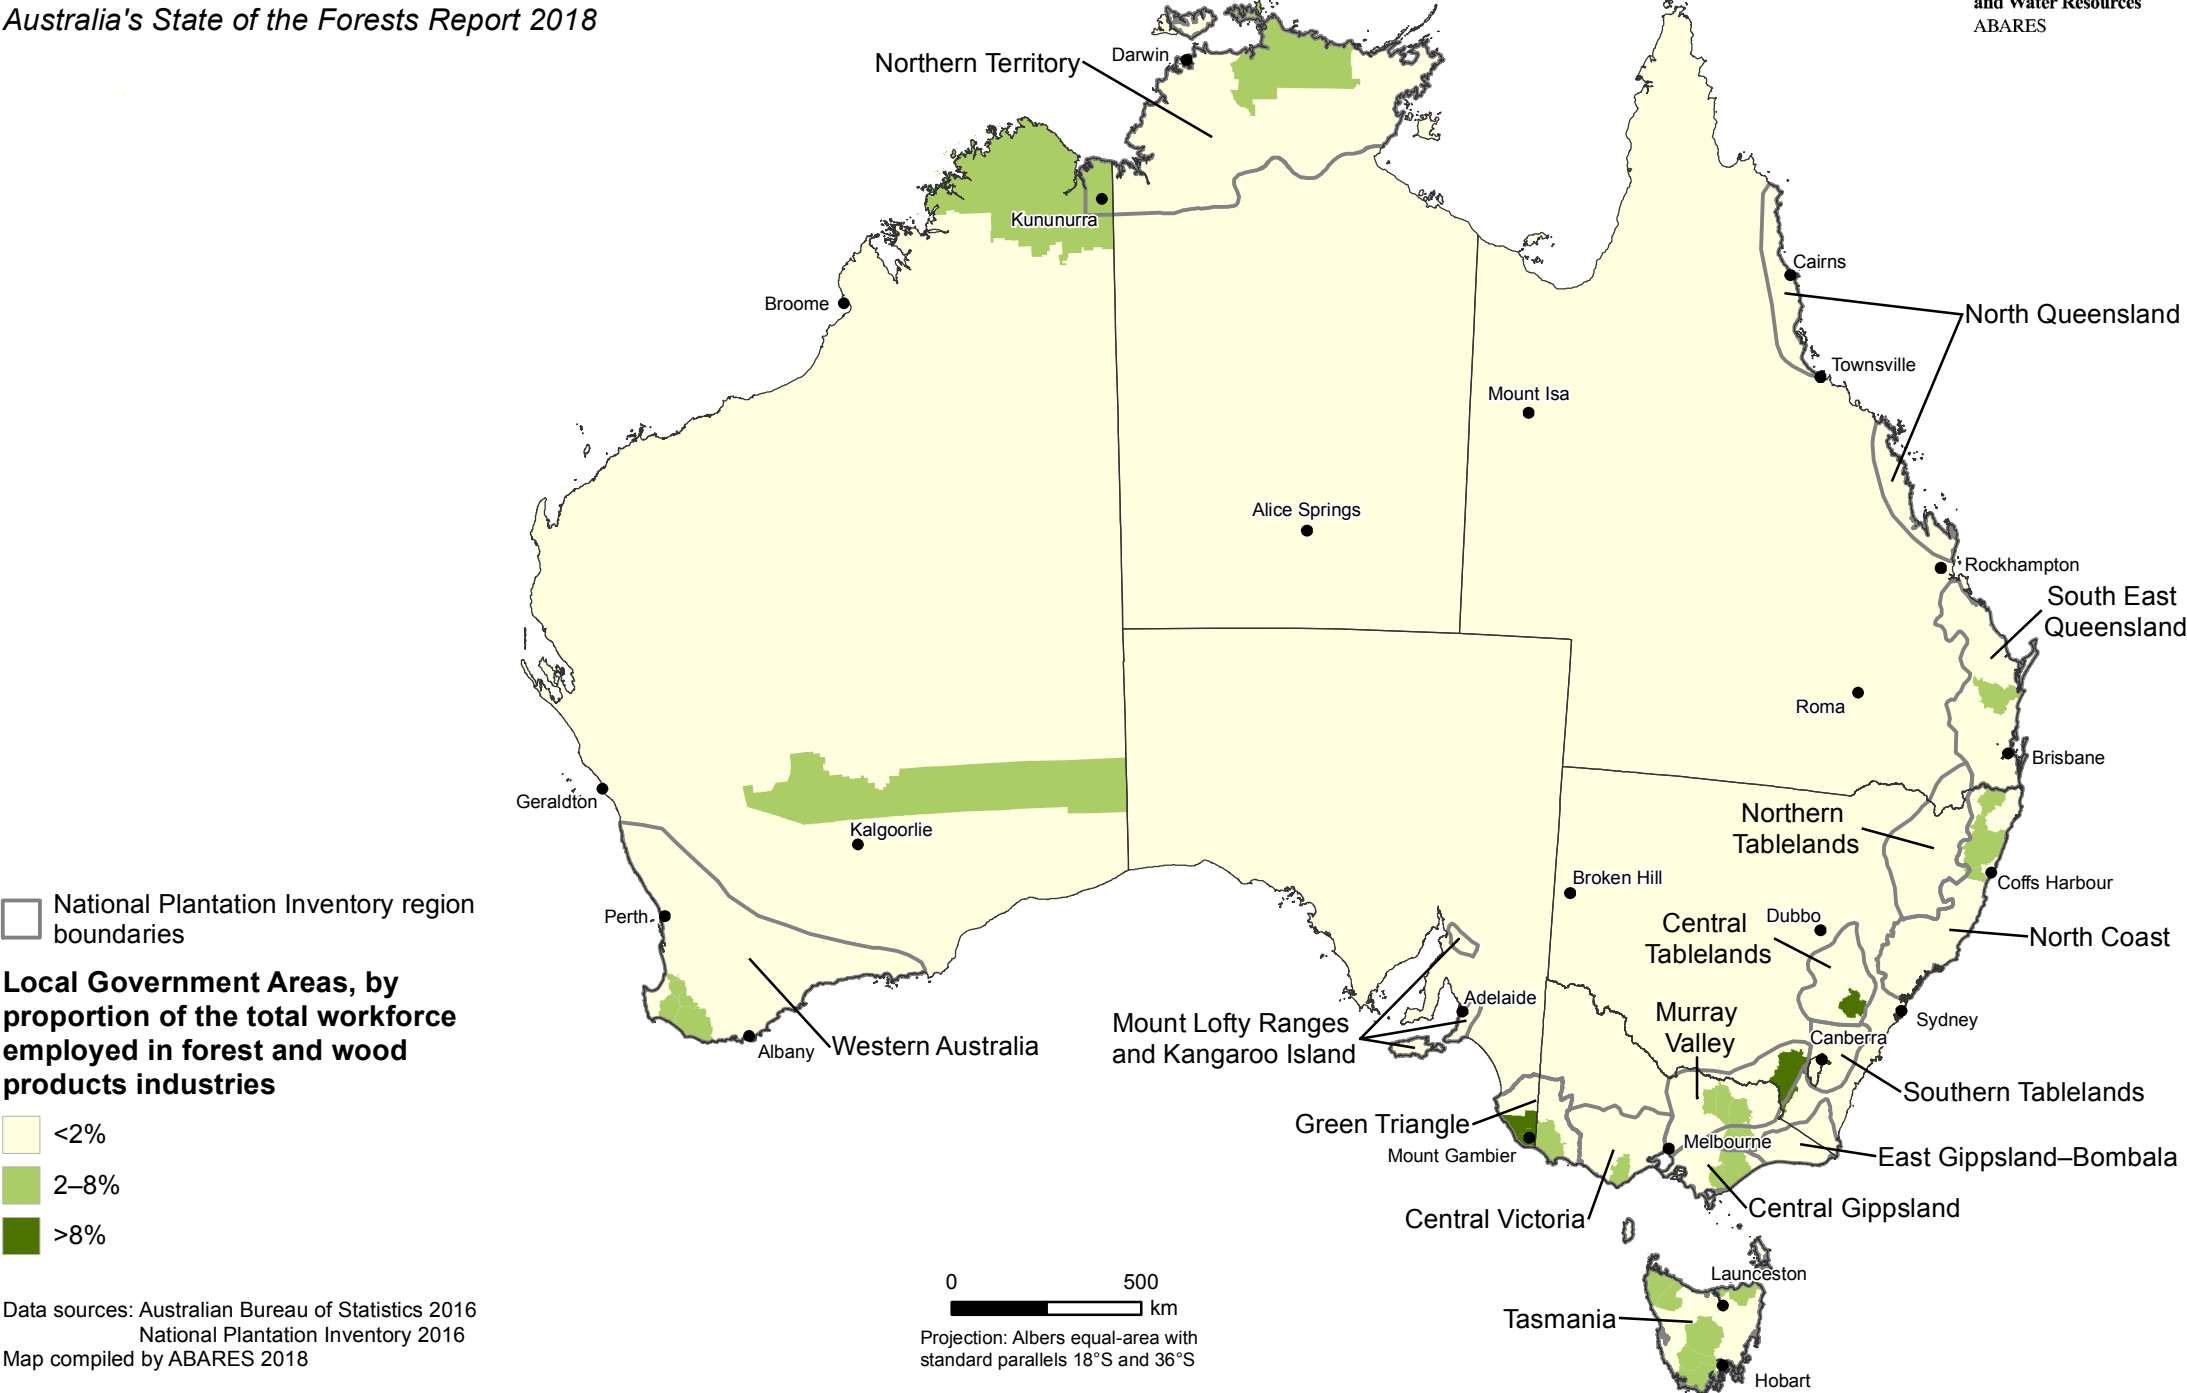 Australia's State of the Forests Report 2018
and Water Resources
ABARES
Northern Territory
Darwin
Kununurra
Broome
Cairns
North Queensland
Townsville
Mount Isa
Alice Springs
Rockhampton
South East
Queensland
Roma
Brisbane
Geraldton
Kalgoorlie
Northern
Tablelands
Broken Hill
Coffs Harbour
Dubbo
Central
Tablelands
North Coast
Perth
Adelaide
Mount Lofty Ranges
and Kangaroo Island
Murray
Valley
Sydney
Canberra
Albany
Western Australia
Southern Tablelands
Green Triangle
Melbourne
Mount Gambier
East Gippsland–Bombala
Central Victoria
Central Gippsland
Launceston
Tasmania
Hobart
National Plantation Inventory region
boundaries
Local Government Areas, by
proportion of the total workforce
employed in forest and wood
products industries
<2%
2–8%
>8%
Data sources: Australian Bureau of Statistics 2016
National Plantation Inventory 2016
Map compiled by ABARES 2018
0 500
km
Projection: Albers equal-area with
standard parallels 18°S and 36°S